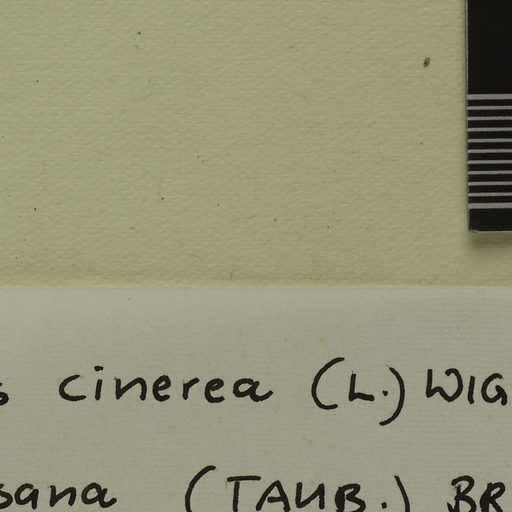 s cinerea (L.) WIG
sana (TAUB.) BR